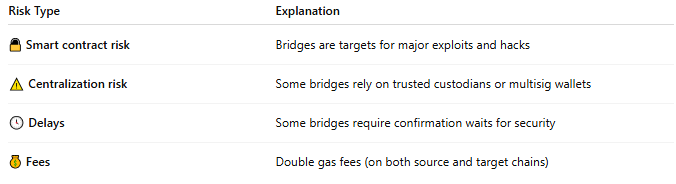 Risk Type Explanation
🔒 Smart contract risk Bridges are targets for major exploits and hacks
⚠️ Centralization risk Some bridges rely on trusted custodians or multisig wallets
🕒 Delays Some bridges require confirmation waits for security
💰 Fees Double gas fees (on both source and target chains)